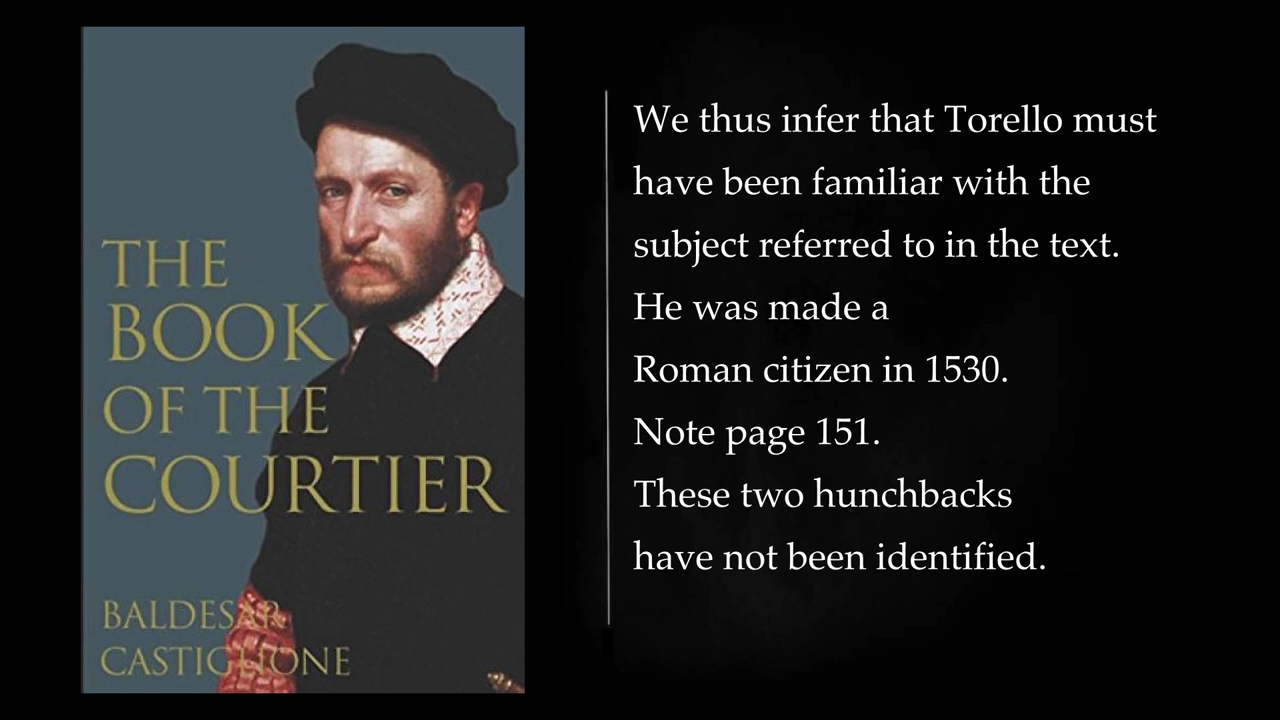 THE
BOOK
OF THE
COURTIER
BALDESAR
CASTIGLIONE
We thus infer that Torello must
have been familiar with the
subject referred to in the text.
He was made a
Roman citizen in 1530.
Note page 151.
These two hunchbacks
have not been identified.